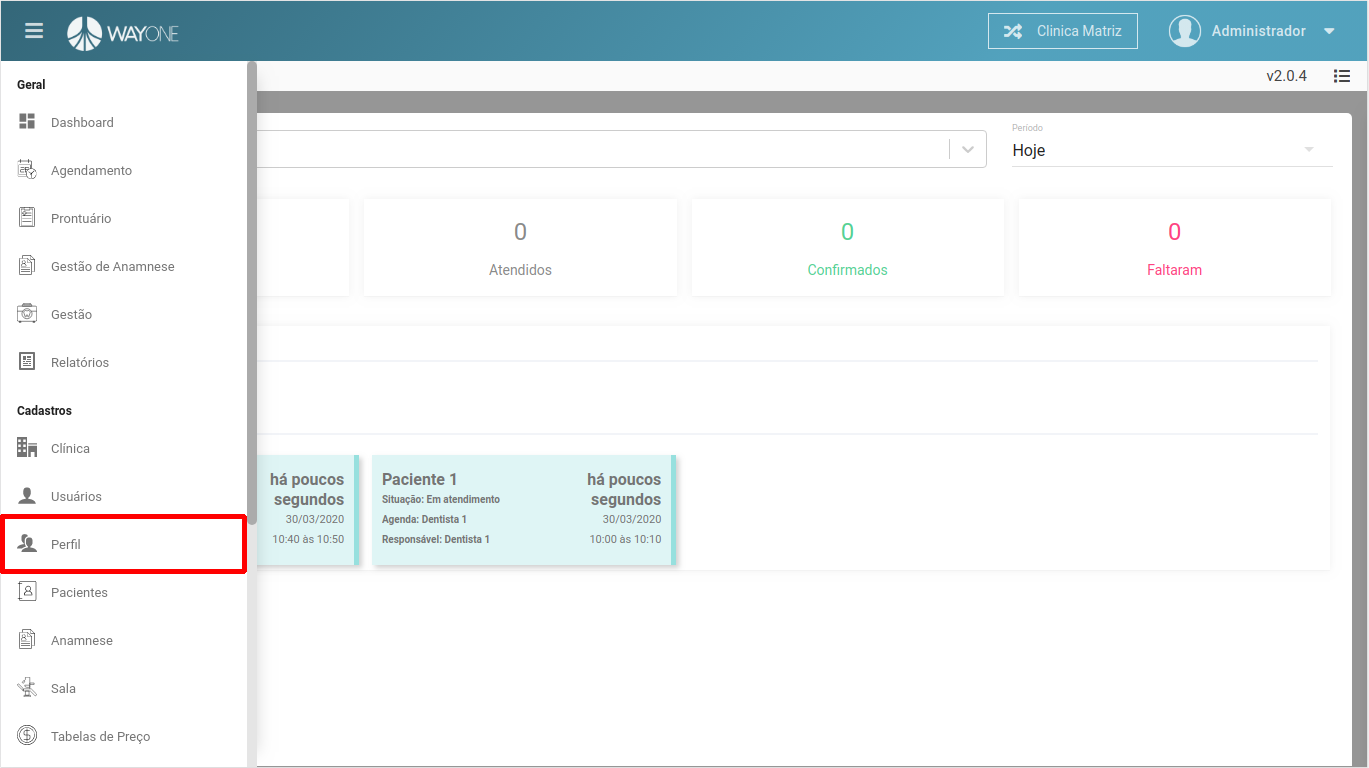 WAYONE
Clinica Matriz
Administrador
v2.0.4
Geral
Dashboard
Agendamento
Prontuário
Gestão de Anamnese
Gestão
Relatórios
Cadastros
Clínica
Usuários
Perfil
Pacientes
Anamnese
Sala
Tabelas de Preço
Período
Hoje
0
Atendidos
0
Confirmados
0
Faltaram
há poucos
segundos
30/03/2020
10:40 às 10:50
Paciente 1
Situação: Em atendimento
Agenda: Dentista 1
Responsável: Dentista 1
há poucos
segundos
30/03/2020
10:00 às 10:10